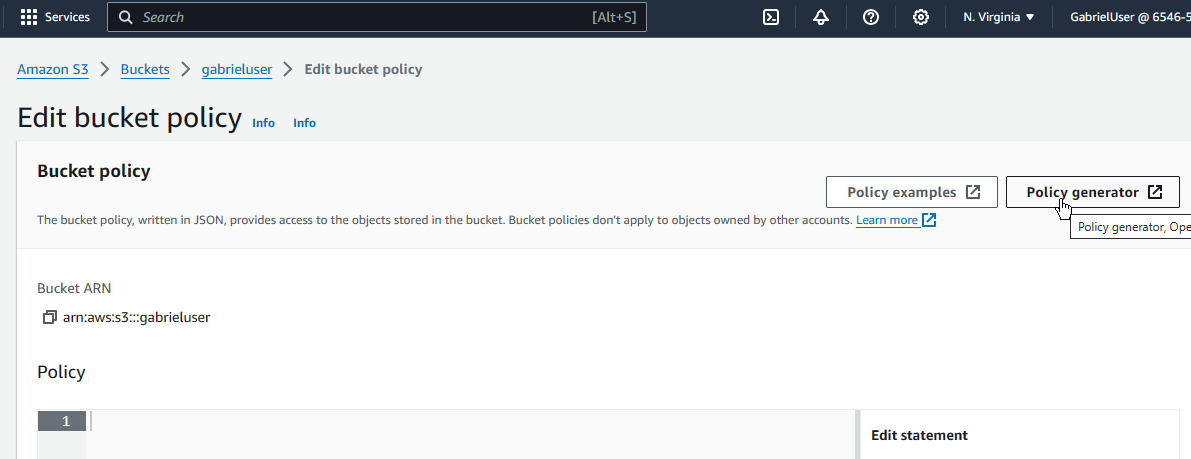 Services Search [Alt+S] N. Virginia GabrielUser @ 6546-5
Amazon S3 Buckets gabrieluser Edit bucket policy
Edit bucket policy Info Info
Bucket policy
Policy examples Policy generator
The bucket policy, written in JSON, provides access to the objects stored in the bucket. Bucket policies don't apply to objects owned by other accounts. Learn more
Policy generator, Ope
Bucket ARN
arn:aws:s3:::gabrieluser
Policy
1
Edit statement